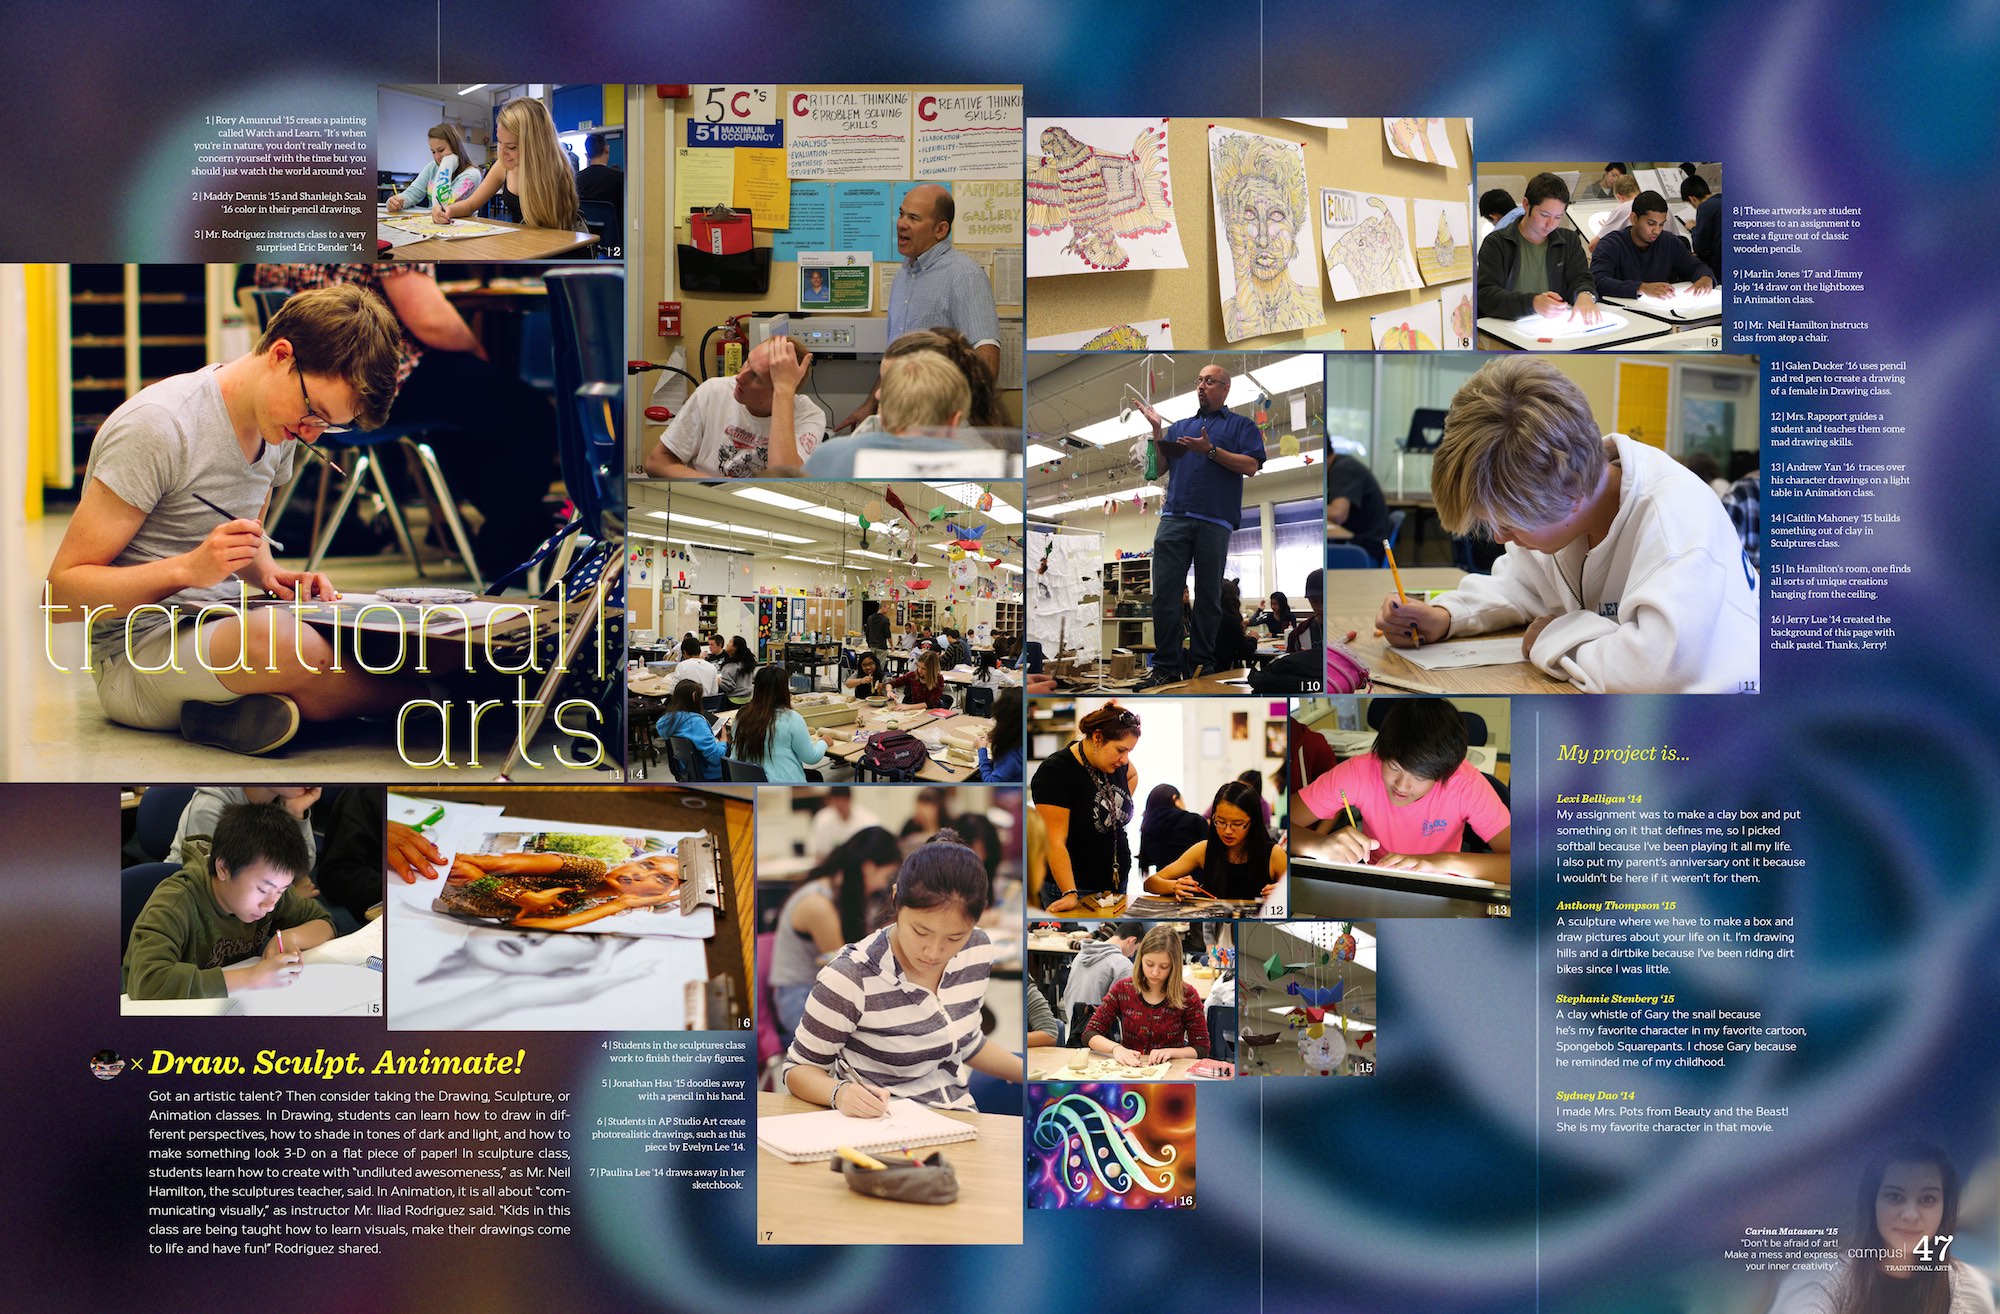 1 | Rory Amunrud '15 creats a painting
called Watch and Learn. "It's when
you're in nature, you don't really need to
concern yourself with the time but you
should just watch the world around you."
2 | Maddy Dennis '15 and Shanleigh Scala
'16 color in their pencil drawings.
3 | Mr. Rodriguez instructs class to a very
surprised Eric Bender '14.
| 2
5 C's
51 MAXIMUM
OCCUPANCY
CRITICAL THINKING
& PROBLEM SOLVING
SKILLS
- ANALYSIS-
- EVALUATION-
- SYNTHESIS-
- STUDENTS-
CREATIVE THINKI
SKILLS:
- ELABORATION-
- FLEXIBILITY-
- FLUENCY-
- ORIGINALITY-
ARTICLE
& GALLERY
SHOWS
| 3
| 8
| 9
8 | These artworks are student
responses to an assignment to
create a figure out of classic
wooden pencils.
9 | Marlin Jones '17 and Jimmy
Jojo '14 draw on the lightboxes
in Animation class.
10 | Mr. Neil Hamilton instructs
class from atop a chair.
11 | Galen Ducker '16 uses pencil
and red pen to create a drawing
of a female in Drawing class.
12 | Mrs. Rapoport guides a
student and teaches them some
mad drawing skills.
13 | Andrew Yan '16 traces over
his character drawings on a light
table in Animation class.
14 | Caitlin Mahoney '15 builds
something out of clay in
Sculptures class.
15 | In Hamilton's room, one finds
all sorts of unique creations
hanging from the ceiling.
16 | Jerry Lue '14 created the
background of this page with
chalk pastel. Thanks, Jerry!
traditional|
arts
| 1
| 4
| 10
| 11
| 5
| 6
| 7
| 12
| 13
| 14
| 15
| 16
× Draw. Sculpt. Animate!
Got an artistic talent? Then consider taking the Drawing, Sculpture, or
Animation classes. In Drawing, students can learn how to draw in dif-
ferent perspectives, how to shade in tones of dark and light, and how to
make something look 3-D on a flat piece of paper! In sculpture class,
students learn how to create with "undiluted awesomeness," as Mr. Neil
Hamilton, the sculptures teacher, said. In Animation, it is all about "com-
municating visually," as instructor Mr. Iliad Rodriguez said. "Kids in this
class are being taught how to learn visuals, make their drawings come
to life and have fun!" Rodriguez shared.
4 | Students in the sculptures class
work to finish their clay figures.
5 | Jonathan Hsu '15 doodles away
with a pencil in his hand.
6 | Students in AP Studio Art create
photorealistic drawings, such as this
piece by Evelyn Lee '14.
7 | Paulina Lee '14 draws away in her
sketchbook.
My project is...
Lexi Belligan '14
My assignment was to make a clay box and put
something on it that defines me, so I picked
softball because I've been playing it all my life.
I also put my parent's anniversary ont it because
I wouldn't be here if it weren't for them.
Anthony Thompson '15
A sculpture where we have to make a box and
draw pictures about your life on it. I'm drawing
hills and a dirtbike because I've been riding dirt
bikes since I was little.
Stephanie Stenberg '15
A clay whistle of Gary the snail because
he's my favorite character in my favorite cartoon,
Spongebob Squarepants. I chose Gary because
he reminded me of my childhood.
Sydney Dao '14
I made Mrs. Pots from Beauty and the Beast!
She is my favorite character in that movie.
Carina Matasaru '15
"Don't be afraid of art!
Make a mess and express
your inner creativity."
campus| 47
TRADITIONAL ARTS